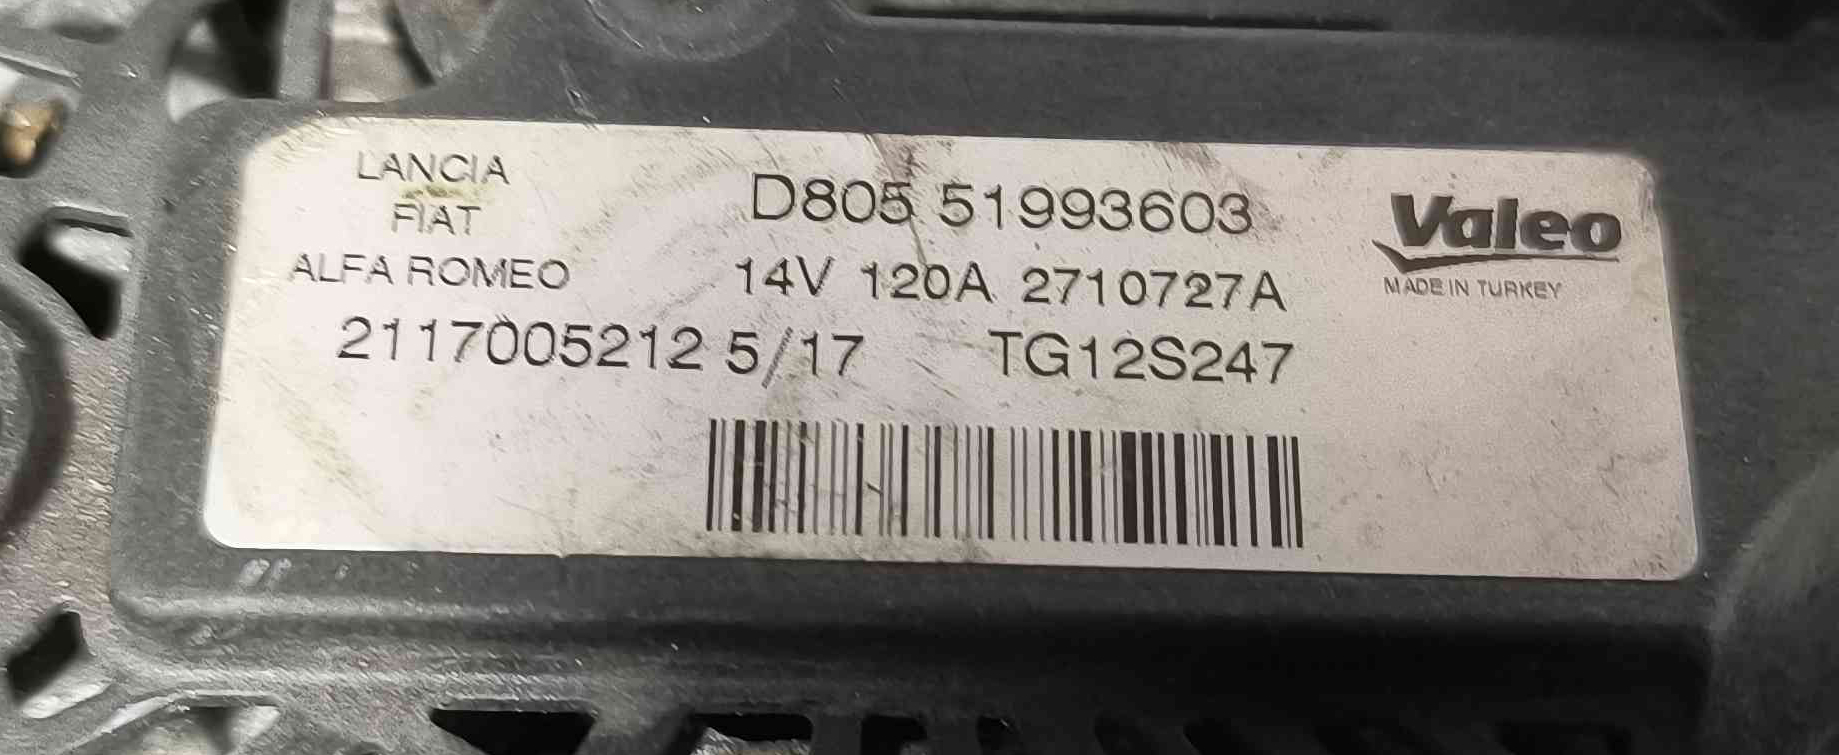 LANCIA
FIAT
ALFA ROMEO
D805 51993603
14V 120A 2710727A
2117005212 5/17 TG12S247
Valeo
MADE IN TURKEY